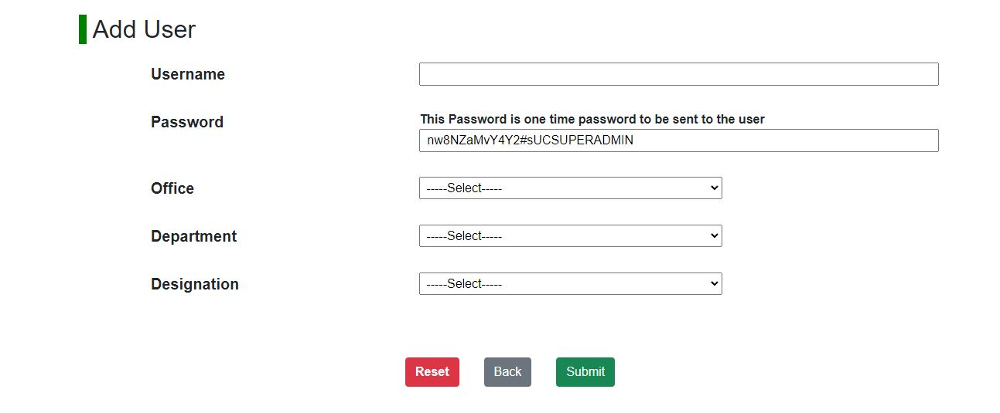 Add User
Username
Password
This Password is one time password to be sent to the user
nw8NZaMvY4Y2#sUCSUPERADMIN
Office
-----Select-----
Department
-----Select-----
Designation
-----Select-----
Reset Back Submit